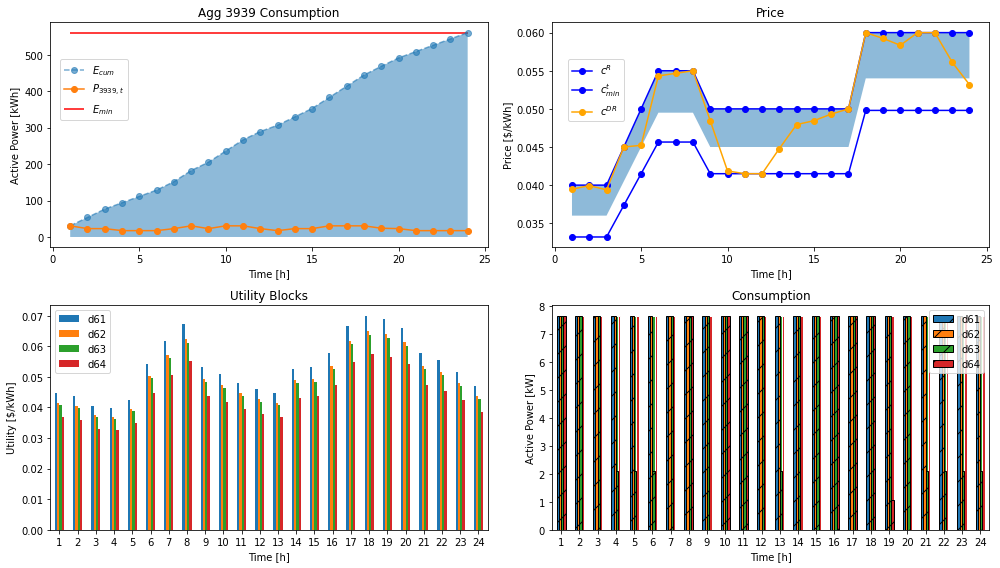 Agg 3939 Consumption
Active Power [kWh]
500
400
300
200
100
0
E_cum
P_3939, t
E_min
0 5 10 15 20 25
Time [h]
Price
Price [$/kWh]
0.060
0.055
0.050
0.045
0.040
0.035
c^R
c^t_min
c^DR
0 5 10 15 20 25
Time [h]
Utility Blocks
Utility [$/kWh]
0.07
0.06
0.05
0.04
0.03
0.02
0.01
0.00
d61
d62
d63
d64
1 2 3 4 5 6 7 8 9 10 11 12 13 14 15 16 17 18 19 20 21 22 23 24
Time [h]
Consumption
Active Power [kW]
8
7
6
5
4
3
2
1
0
d61
d62
d63
d64
1 2 3 4 5 6 7 8 9 10 11 12 13 14 15 16 17 18 19 20 21 22 23 24
Time [h]